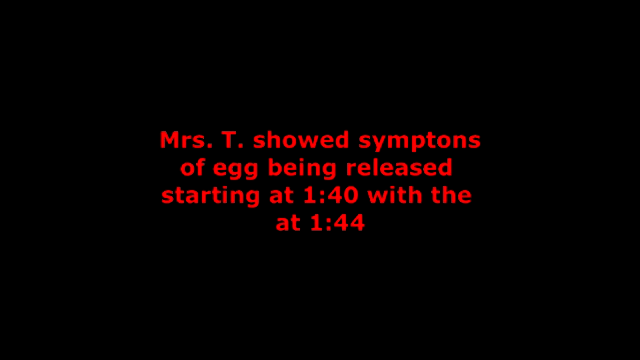 Mrs. T. showed symptons
of egg being released
starting at 1:40 with the
at 1:44